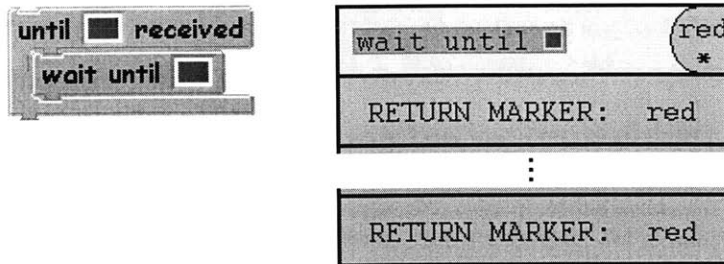 until received
wait until
wait until
red
*
RETURN MARKER: red
RETURN MARKER: red